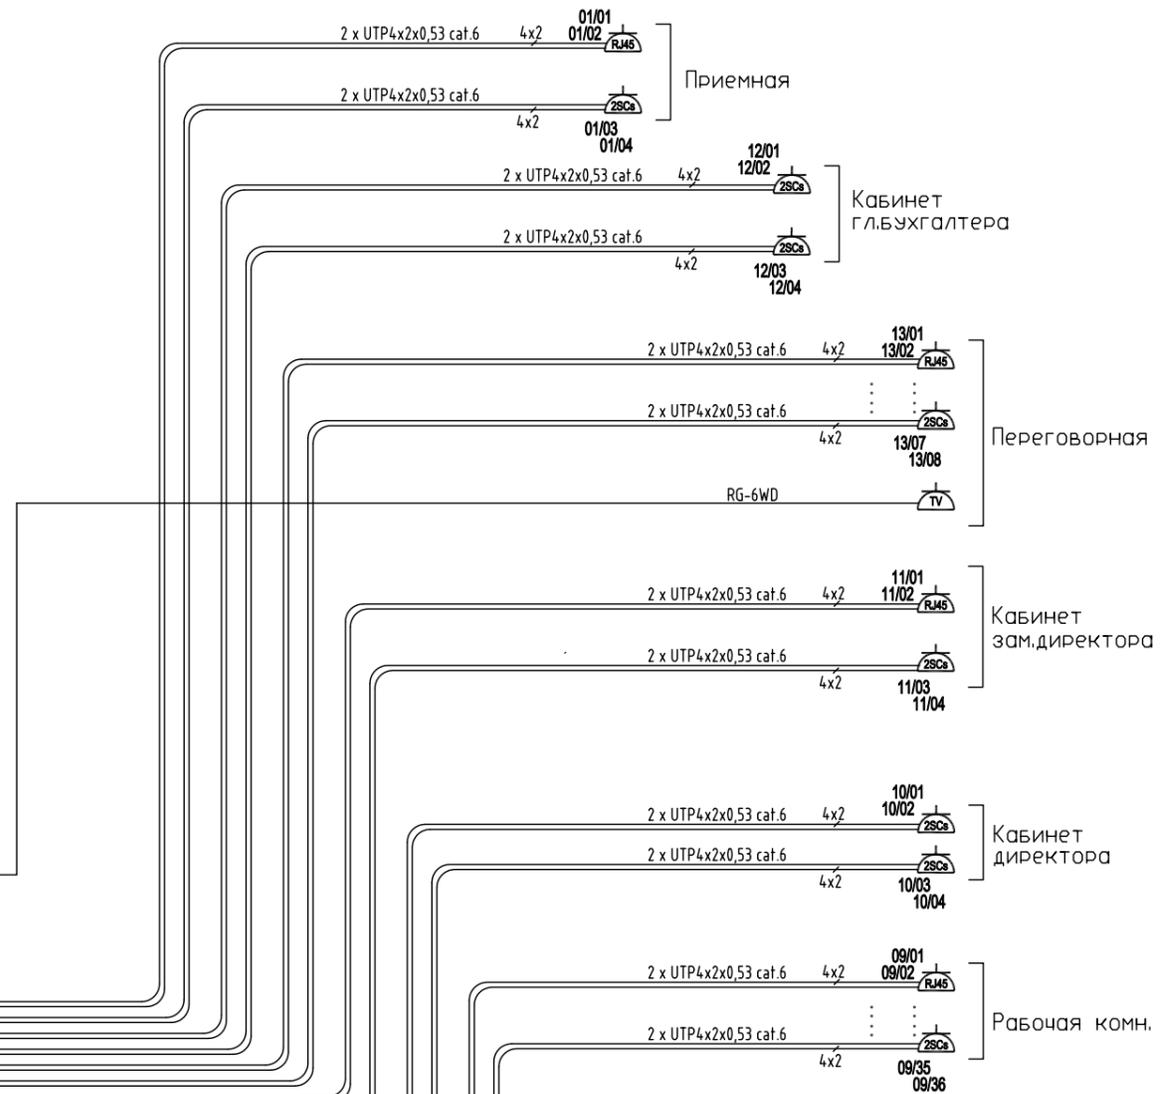 01/01
2 x UTP4x2x0,53 cat.6 4x2 01/02
RJ45
Приемная
2 x UTP4x2x0,53 cat.6
2SCs
4x2
01/03
01/04
12/01
2 x UTP4x2x0,53 cat.6 4x2 12/02
2SCs
Кабинет
гл.бухгалтера
2 x UTP4x2x0,53 cat.6
2SCs
4x2
12/03
12/04
13/01
2 x UTP4x2x0,53 cat.6 4x2 13/02
RJ45
2 x UTP4x2x0,53 cat.6
2SCs
4x2
13/07
13/08
Переговорная
RG-6WD
TV
11/01
2 x UTP4x2x0,53 cat.6 4x2 11/02
RJ45
Кабинет
зам.директора
2 x UTP4x2x0,53 cat.6
2SCs
4x2
11/03
11/04
10/01
2 x UTP4x2x0,53 cat.6 4x2 10/02
2SCs
Кабинет
директора
2 x UTP4x2x0,53 cat.6
2SCs
4x2
10/03
10/04
09/01
2 x UTP4x2x0,53 cat.6 4x2 09/02
RJ45
Рабочая комн.
2 x UTP4x2x0,53 cat.6
2SCs
4x2
09/35
09/36